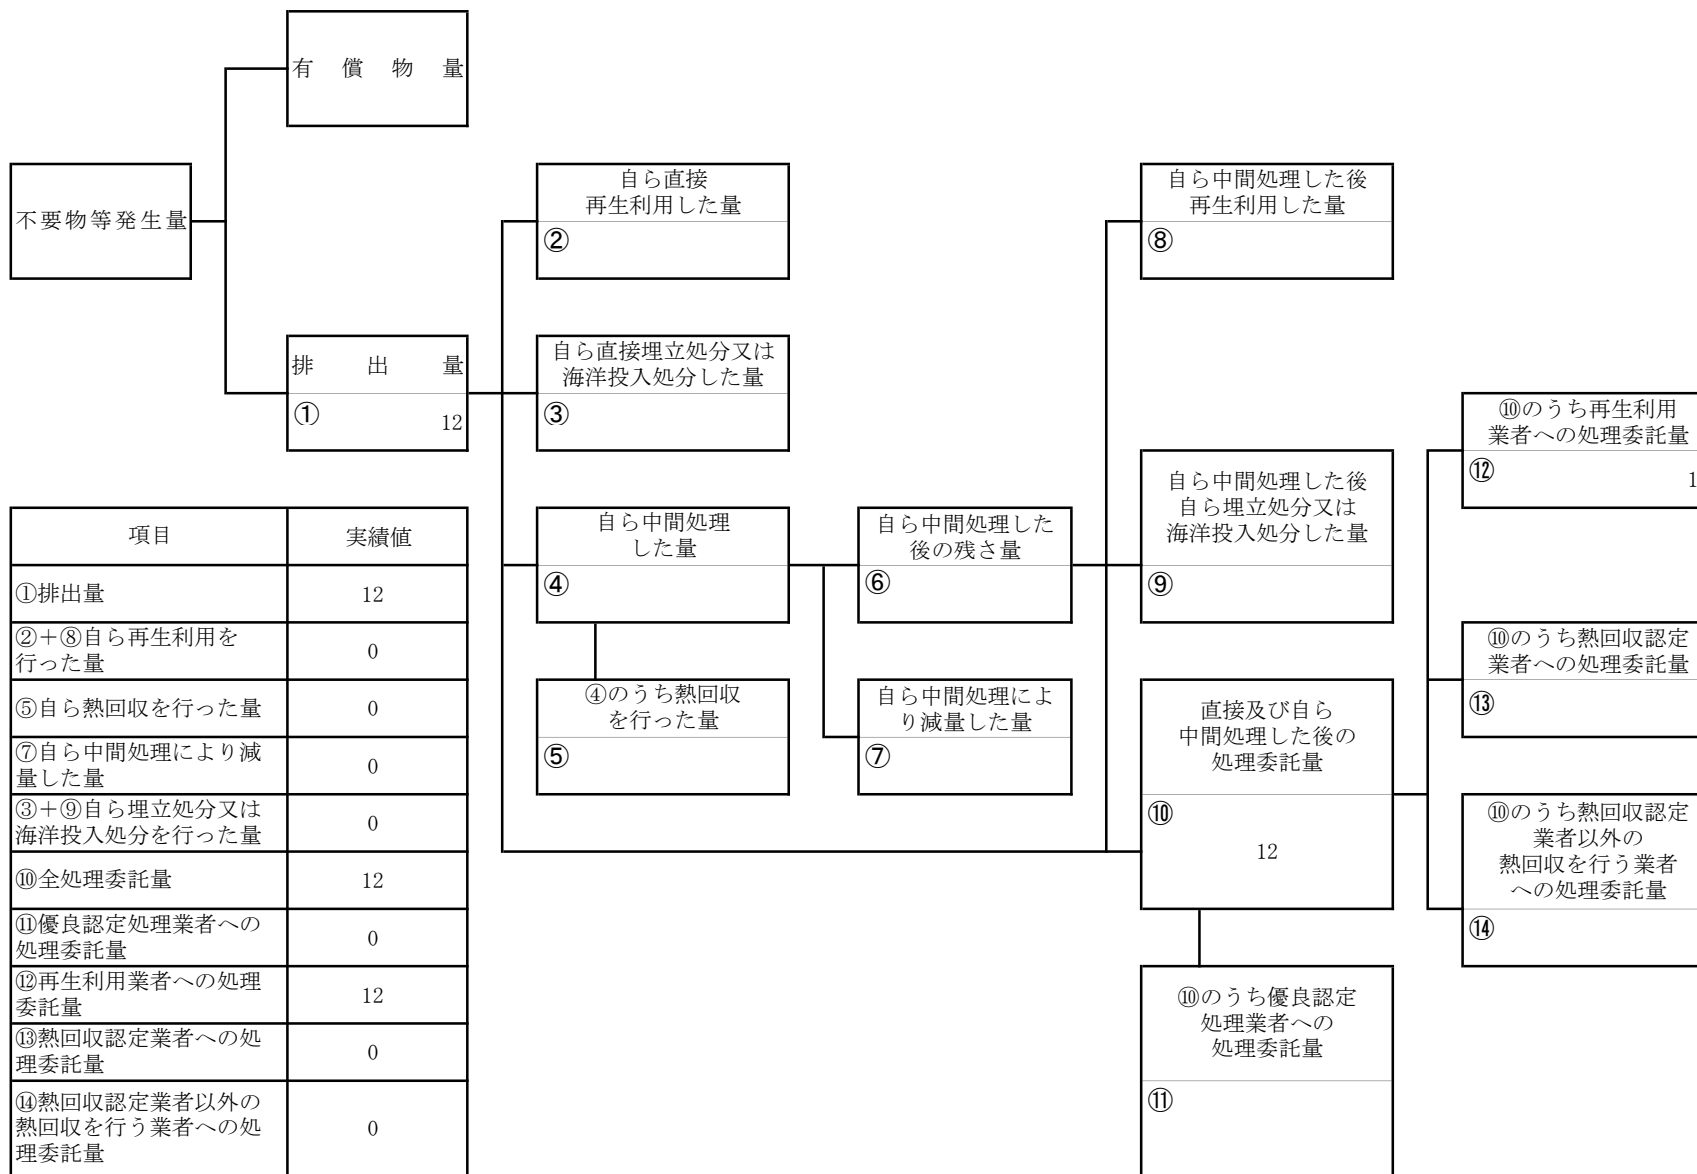 有償物量
不要物等発生量
自ら直接
再生利用した量
②
自ら中間処理した後
再生利用した量
⑧
排出量
①
12
自ら直接埋立処分又は
海洋投入処分した量
③
⑩のうち再生利用
業者への処理委託量
⑫
1
自ら中間処理
した量
④
自ら中間処理した
後の残さ量
⑥
自ら中間処理した後
自ら埋立処分又は
海洋投入処分した量
⑨
⑩のうち熱回収認定
業者への処理委託量
⑬
④のうち熱回収
を行った量
⑤
自ら中間処理によ
り減量した量
⑦
直接及び自ら
中間処理した後の
処理委託量
⑩
12
⑩のうち熱回収認定
業者以外の
熱回収を行う業者
への処理委託量
⑭
⑩のうち優良認定
処理業者への
処理委託量
⑪
項目 実績値
①排出量 12
②＋⑧自ら再生利用を
行った量 0
⑤自ら熱回収を行った量 0
⑦自ら中間処理により減
量した量 0
③＋⑨自ら埋立処分又は
海洋投入処分を行った量 0
⑩全処理委託量 12
⑪優良認定処理業者への
処理委託量 0
⑫再生利用業者への処理
委託量 12
⑬熱回収認定業者への処
理委託量 0
⑭熱回収認定業者以外の
熱回収を行う業者への処
理委託量 0